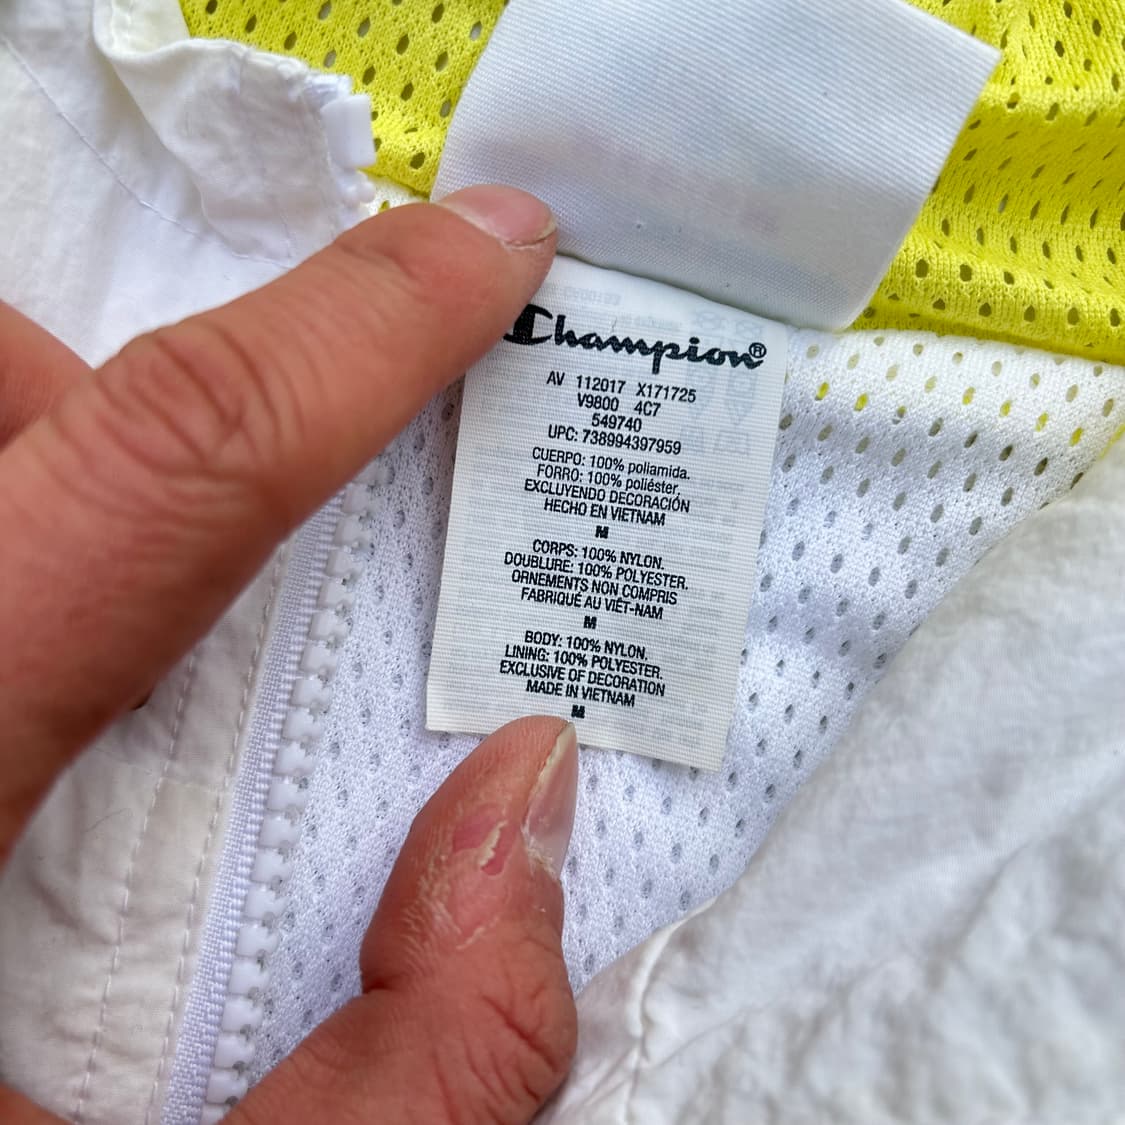 Champion®
AV 112017 X171725
V9800 4C7
549740
UPC: 738994397959
CUERPO: 100% poliamida.
FORRO: 100% poliéster.
EXCLUYENDO DECORACIÓN
HECHO EN VIETNAM
M
CORPS: 100% NYLON.
DOUBLURE: 100% POLYESTER.
ORNEMENTS NON COMPRIS
FABRIQUÉ AU VIÊT-NAM
M
BODY: 100% NYLON.
LINING: 100% POLYESTER.
EXCLUSIVE OF DECORATION
MADE IN VIETNAM
M